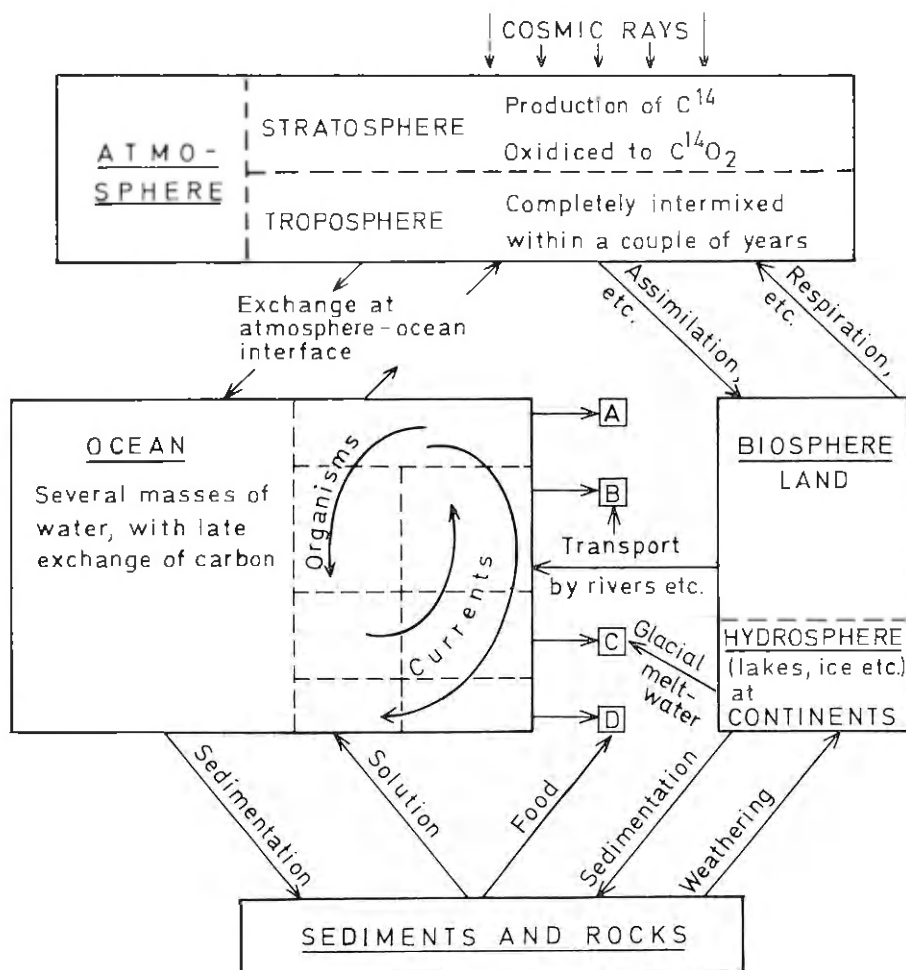 COSMIC RAYS
ATMO-
SPHERE
STRATOSPHERE
Production of C¹⁴
Oxidiced to C¹⁴O₂
TROPOSPHERE
Completely intermixed
within a couple of years
Exchange at
atmosphere-ocean
interface
Assimilation,
etc.
Respiration,
etc.
OCEAN
Several masses of
water, with late
exchange of carbon
Organisms
Currents
A
B
Transport
by rivers etc.
C
Glacial
melt-
water
D
BIOSPHERE
LAND
HYDROSPHERE
(lakes, ice etc.)
at
CONTINENTS
Sedimentation
Solution
Food
Sedimentation
Weathering
SEDIMENTS AND ROCKS